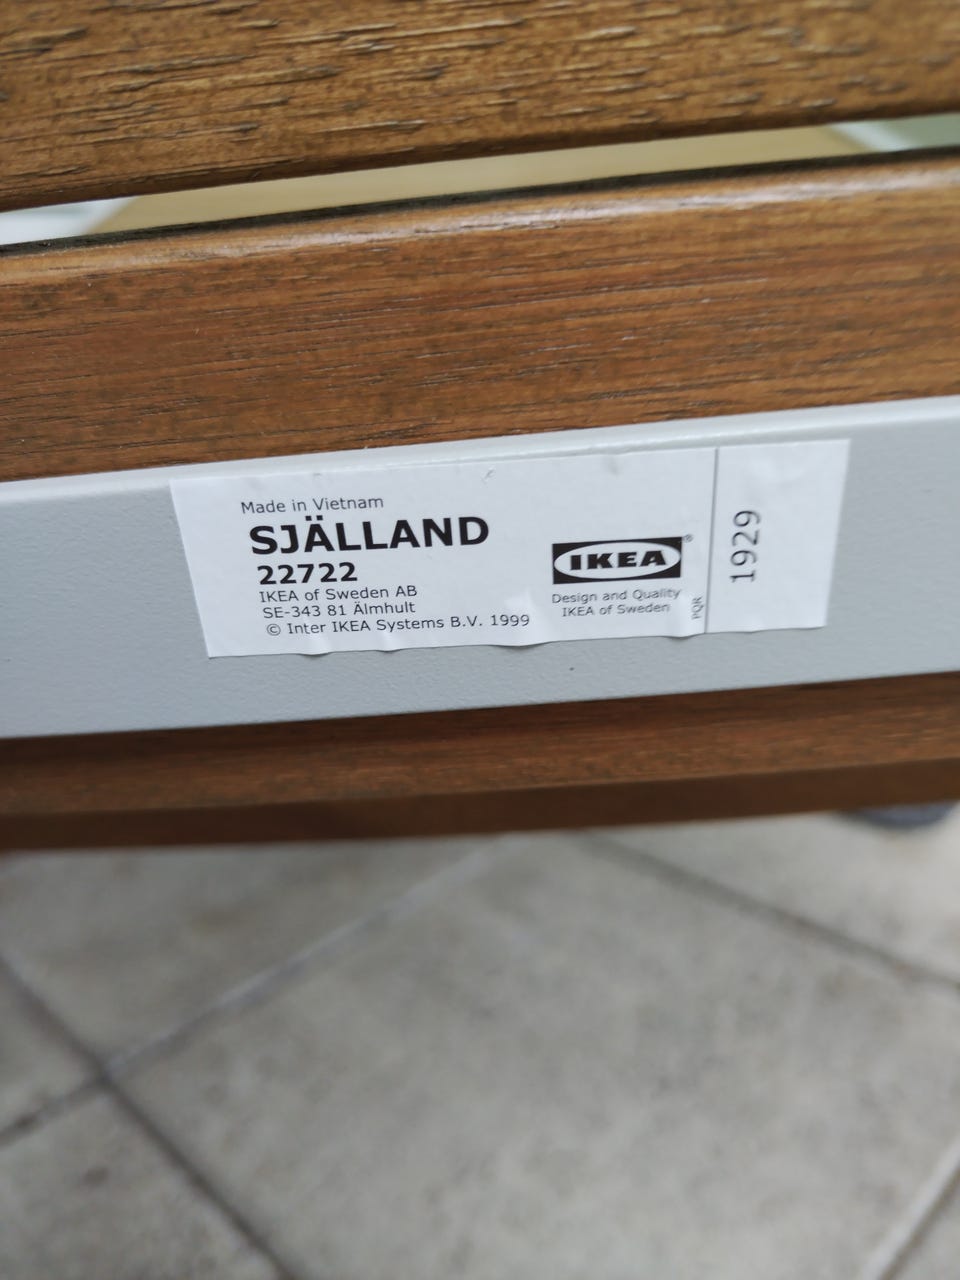 Made in Vietnam
SJÄLLAND
22722
IKEA of Sweden AB
SE-343 81 Älmhult
© Inter IKEA Systems B.V. 1999
IKEA®
Design and Quality
IKEA of Sweden
PQR
1929